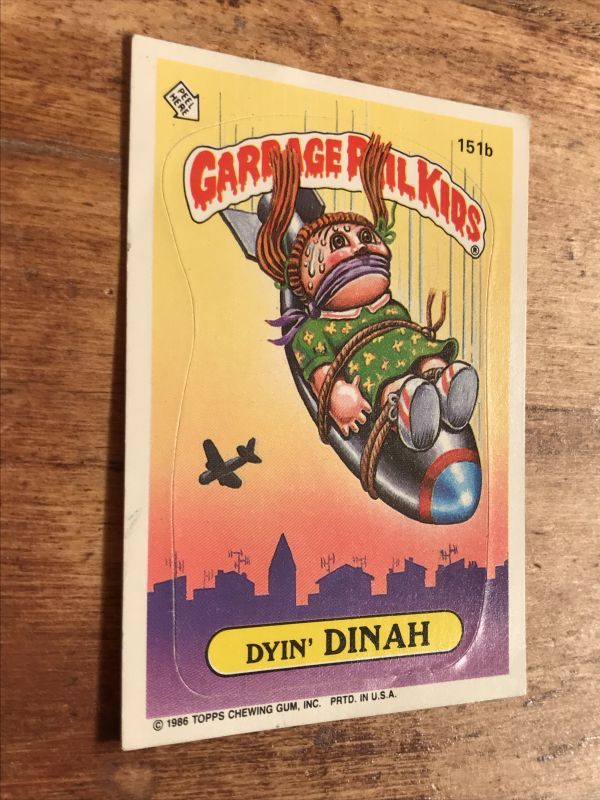 PEEL
HERE
151b
GARBAGE PAIL KIDS
®
DYIN' DINAH
© 1986 TOPPS CHEWING GUM, INC. PRTD. IN U.S.A.